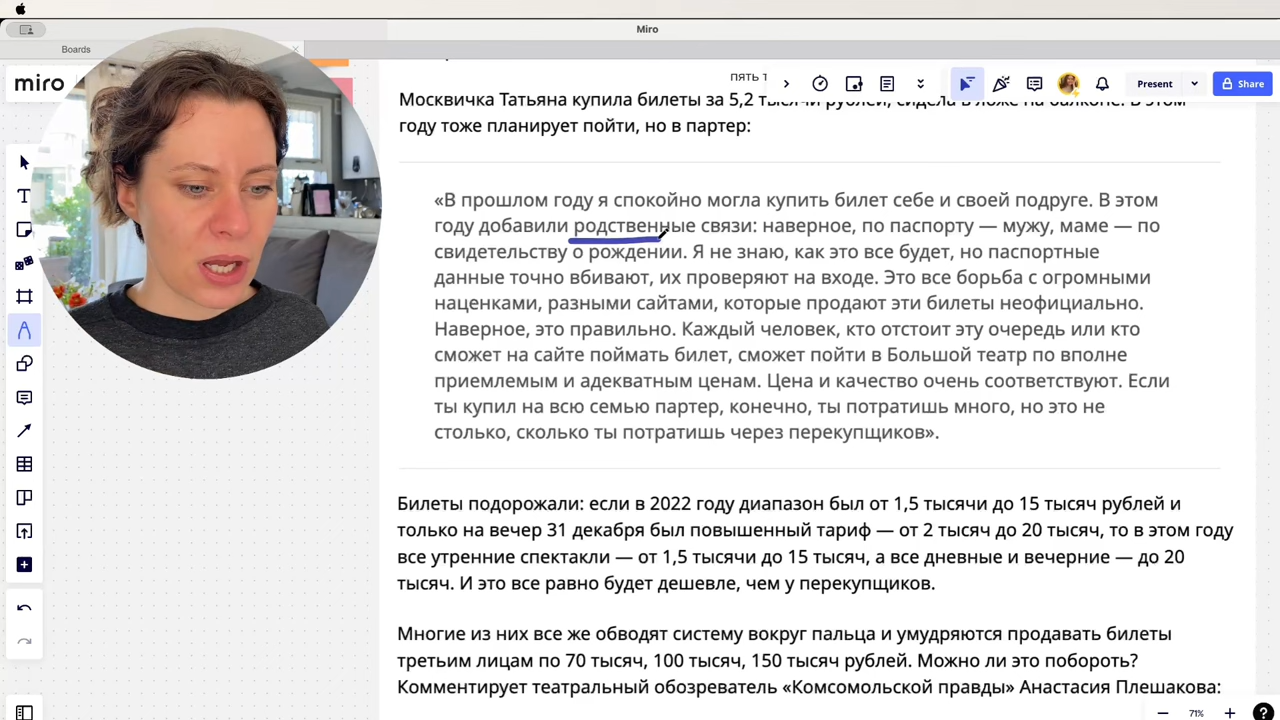 Miro
Boards
miro
Present
Share
пять т
Москвичка Татьяна купила билеты за 5,2 тысячи рублей, сидела в ложе на балконе. В этом
году тоже планирует пойти, но в партер:
«В прошлом году я спокойно могла купить билет себе и своей подруге. В этом
году добавили родственные связи: наверное, по паспорту — мужу, маме — по
свидетельству о рождении. Я не знаю, как это все будет, но паспортные
данные точно вбивают, их проверяют на входе. Это все борьба с огромными
наценками, разными сайтами, которые продают эти билеты неофициально.
Наверное, это правильно. Каждый человек, кто отстоит эту очередь или кто
сможет на сайте поймать билет, сможет пойти в Большой театр по вполне
приемлемым и адекватным ценам. Цена и качество очень соответствуют. Если
ты купил на всю семью партер, конечно, ты потратишь много, но это не
столько, сколько ты потратишь через перекупщиков».
Билеты подорожали: если в 2022 году диапазон был от 1,5 тысячи до 15 тысяч рублей и
только на вечер 31 декабря был повышенный тариф — от 2 тысяч до 20 тысяч, то в этом году
все утренние спектакли — от 1,5 тысячи до 15 тысяч, а все дневные и вечерние — до 20
тысяч. И это все равно будет дешевле, чем у перекупщиков.
Многие из них все же обводят систему вокруг пальца и умудряются продавать билеты
третьим лицам по 70 тысяч, 100 тысяч, 150 тысяч рублей. Можно ли это побороть?
Комментирует театральный обозреватель «Комсомольской правды» Анастасия Плешакова:
71%